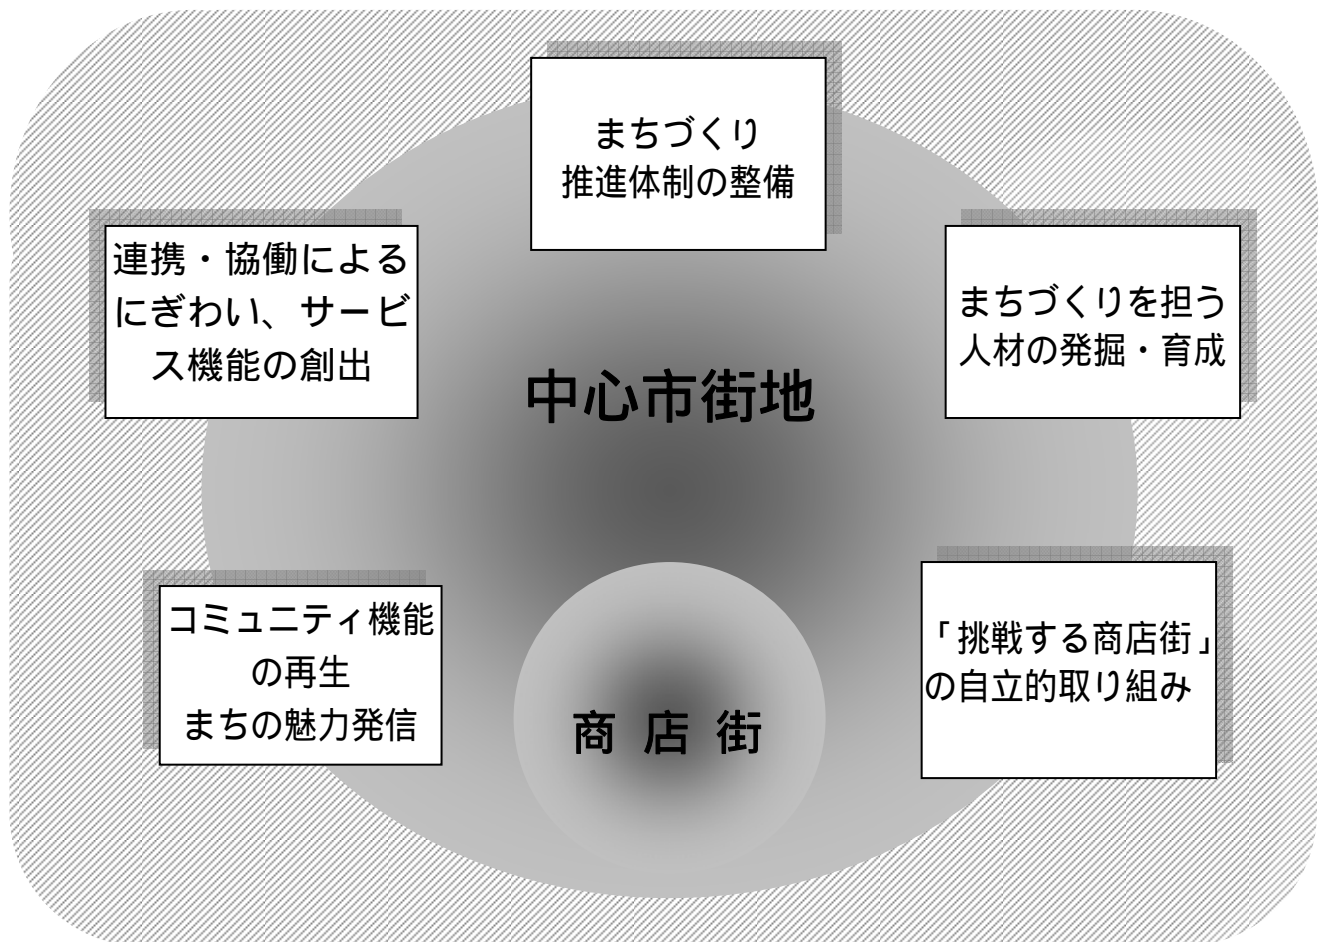 まちづくり
推進体制の整備
連携・協働による
にぎわい、サービ
ス機能の創出
まちづくりを担う
人材の発掘・育成
中心市街地
コミュニティ機能
の再生
まちの魅力発信
「挑戦する商店街」
の自立的取り組み
商 店 街